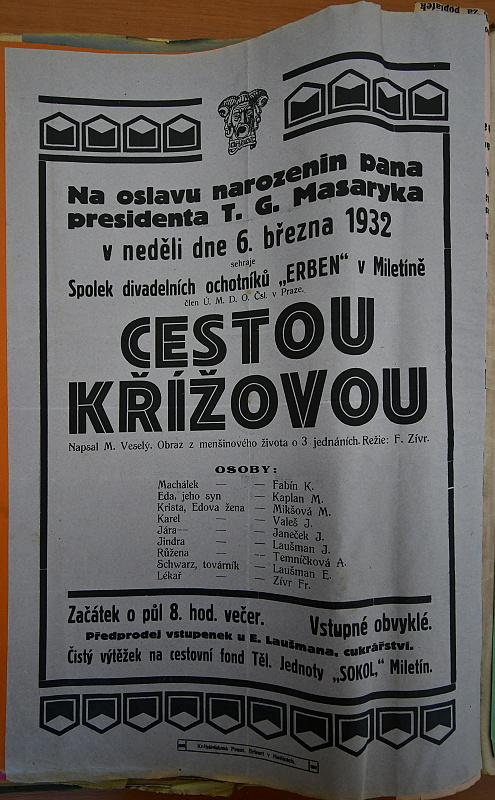 za poplatek
Na oslavu narozenin pana
presidenta T. G. Masaryka
v neděli dne 6. března 1932
sehraje
Spolek divadelních ochotníků „ERBEN" v Miletíně
člen Ú. M. D. O. Čsl. v Praze.
CESTOU
KŘÍŽOVOU
Napsal M. Veselý. Obraz z menšinového života o 3 jednáních. Režie: F. Zívr.
OSOBY:
Machálek — — Fabín K.
Eda, jeho syn — Kaplan M.
Krista, Edova žena — Mikšová M.
Karel — — Valeš J.
Jára — — Janeček J.
Jindra — — Laušman J.
Růžena — — Temníčková A.
Schwarz, továrník — Laušman E.
Lékař — — Zívr Fr.
Začátek o půl 8. hod. večer. Vstupné obvyklé.
Předprodej vstupenek u E. Laušmana, cukrářství.
Čistý výtěžek na cestovní fond Těl. Jednoty „SOKOL," Miletín.
Knihtiskárna v